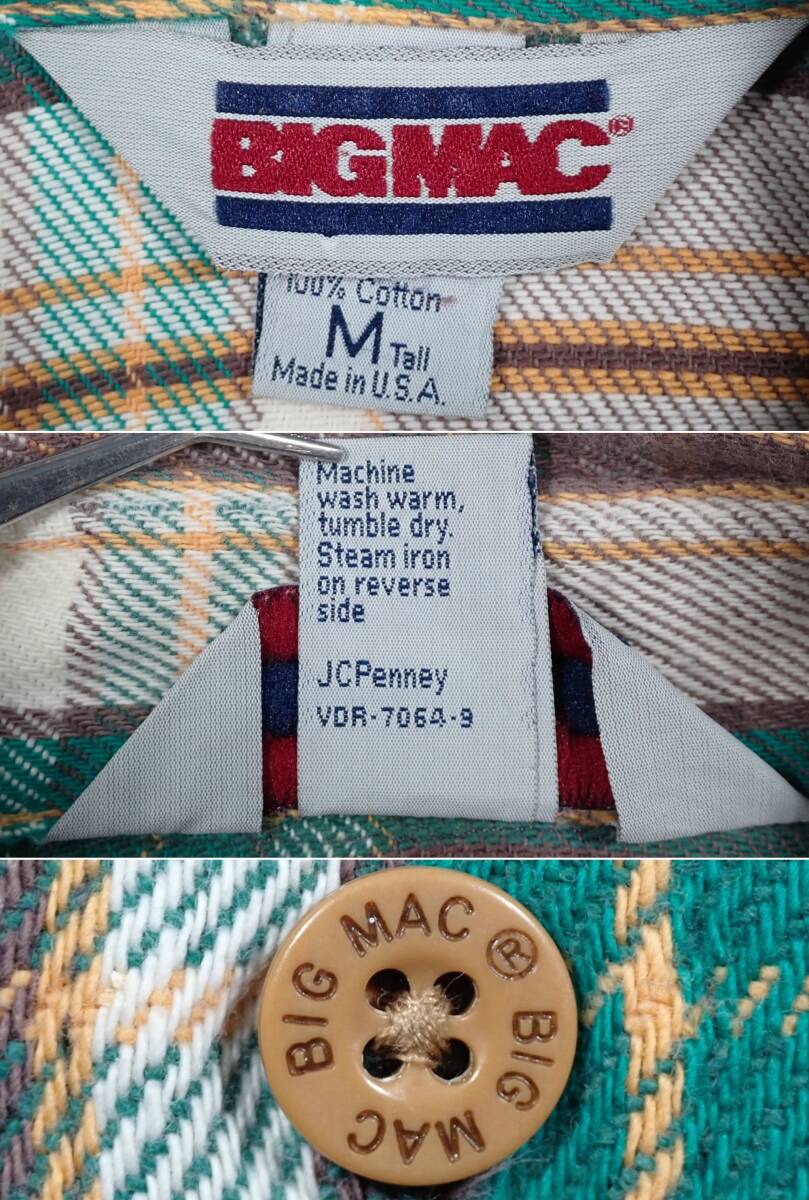 BIG MAC®
100% Cotton
M Tall
Made in U.S.A.
Machine
wash warm,
tumble dry.
Steam iron
on reverse
side
JCPenney
VDR-7064-9
BIG MAC ® BIG MAC